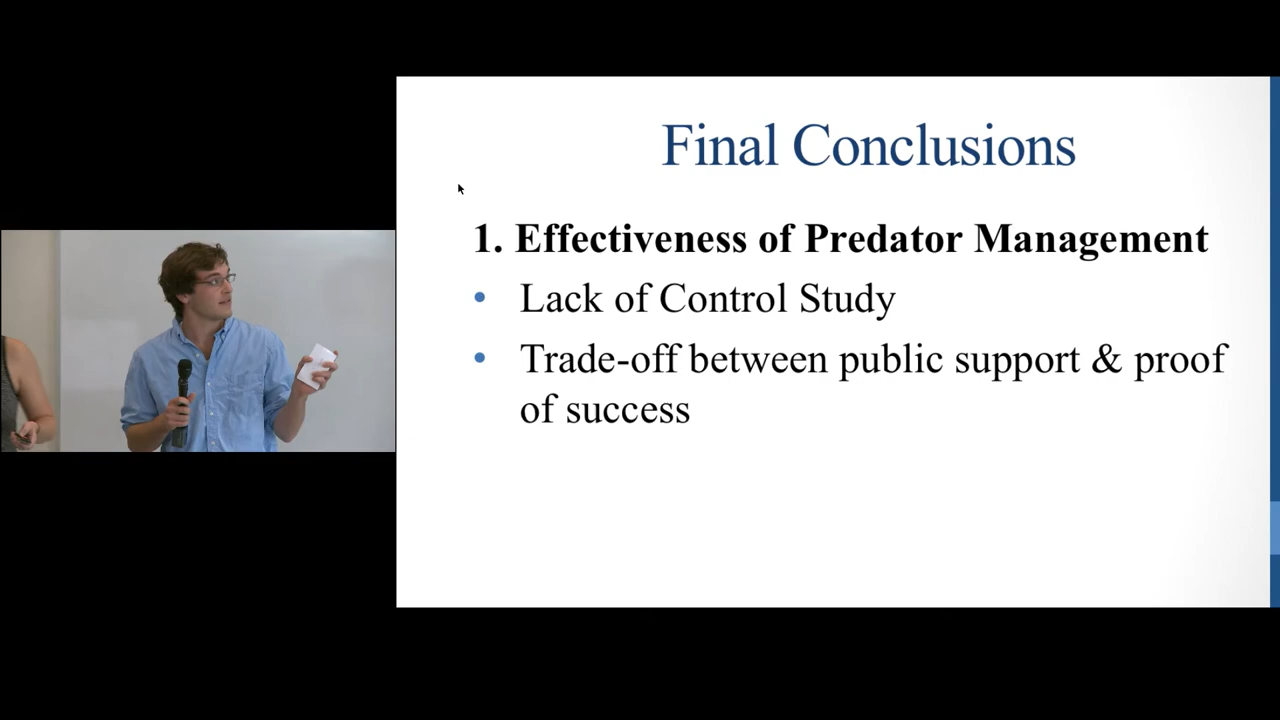 Final Conclusions
1. Effectiveness of Predator Management
• Lack of Control Study
• Trade-off between public support & proof
of success